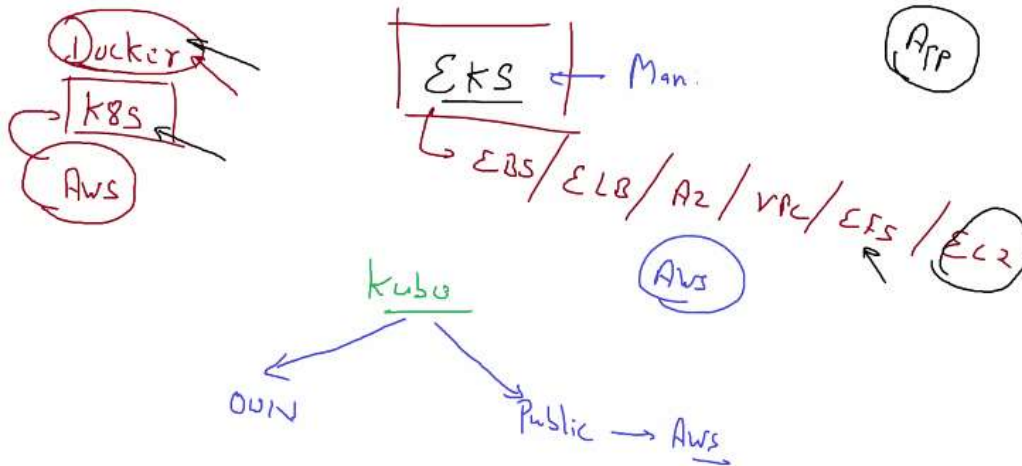 Docker
K8S
AWS
EKS
Man.
App
EBS / ELB / AZ / VPC / EFS / EC2
AWS
Kube
OWN
Public → AWS